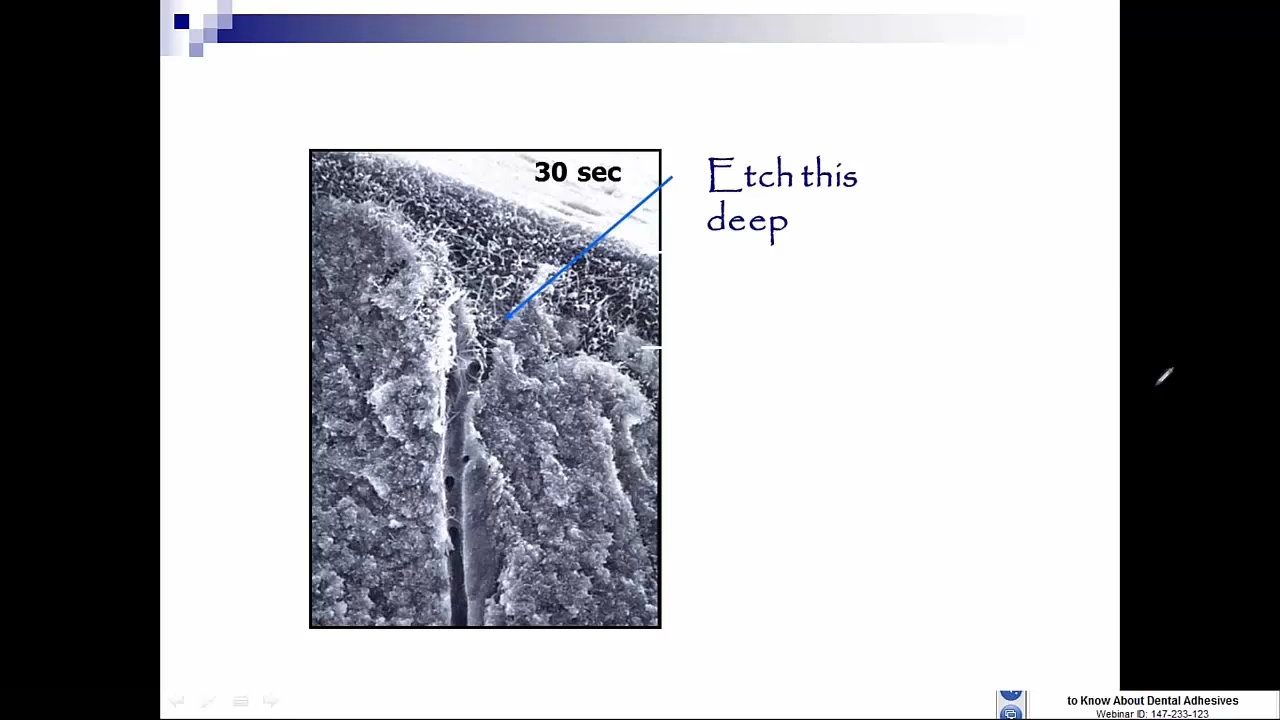 30 sec
Etch this
deep
to Know About Dental Adhesives
Webinar ID: 147-233-123